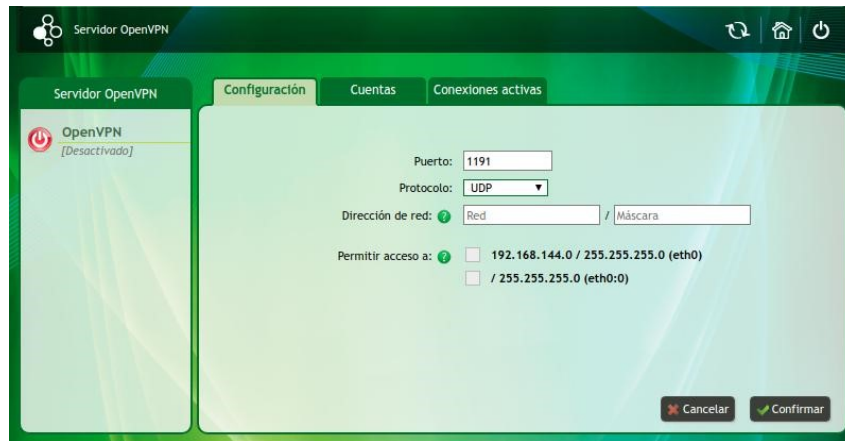 Servidor OpenVPN
Servidor OpenVPN
Configuración Cuentas Conexiones activas
OpenVPN
[Desactivado]
Puerto: 1191
Protocolo: UDP
Dirección de red: ? Red / Máscara
Permitir acceso a: ? 192.168.144.0 / 255.255.255.0 (eth0)
/ 255.255.255.0 (eth0:0)
Cancelar Confirmar